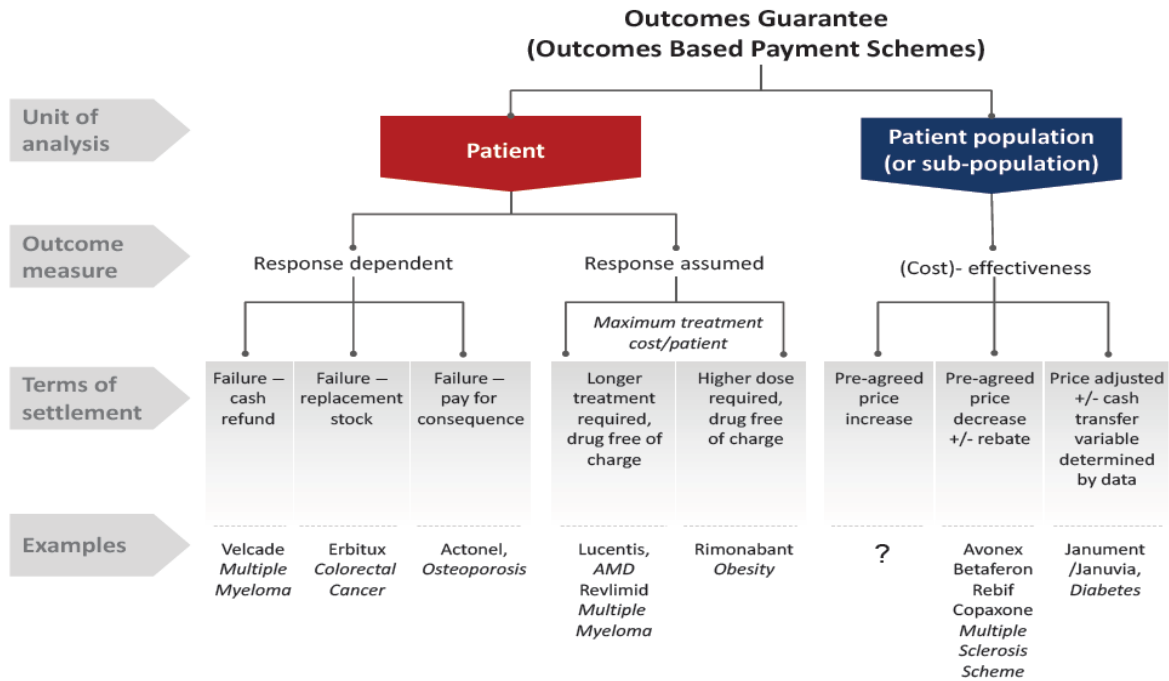 Outcomes Guarantee
(Outcomes Based Payment Schemes)
Unit of
analysis
Patient
Patient population
(or sub-population)
Outcome
measure
Response dependent
Response assumed
(Cost)- effectiveness
Maximum treatment
cost/patient
Terms of
settlement
Failure –
cash
refund
Failure –
replacement
stock
Failure –
pay for
consequence
Longer
treatment
required,
drug free of
charge
Higher dose
required,
drug free
of charge
Pre-agreed
price
increase
Pre-agreed
price
decrease
+/- rebate
Price adjusted
+/- cash
transfer
variable
determined
by data
Examples
Velcade
Multiple
Myeloma
Erbitux
Colorectal
Cancer
Actonel,
Osteoporosis
Lucentis,
AMD
Revlimid
Multiple
Myeloma
Rimonabant
Obesity
?
Avonex
Betaferon
Rebif
Copaxone
Multiple
Sclerosis
Scheme
Janument
/Januvia,
Diabetes